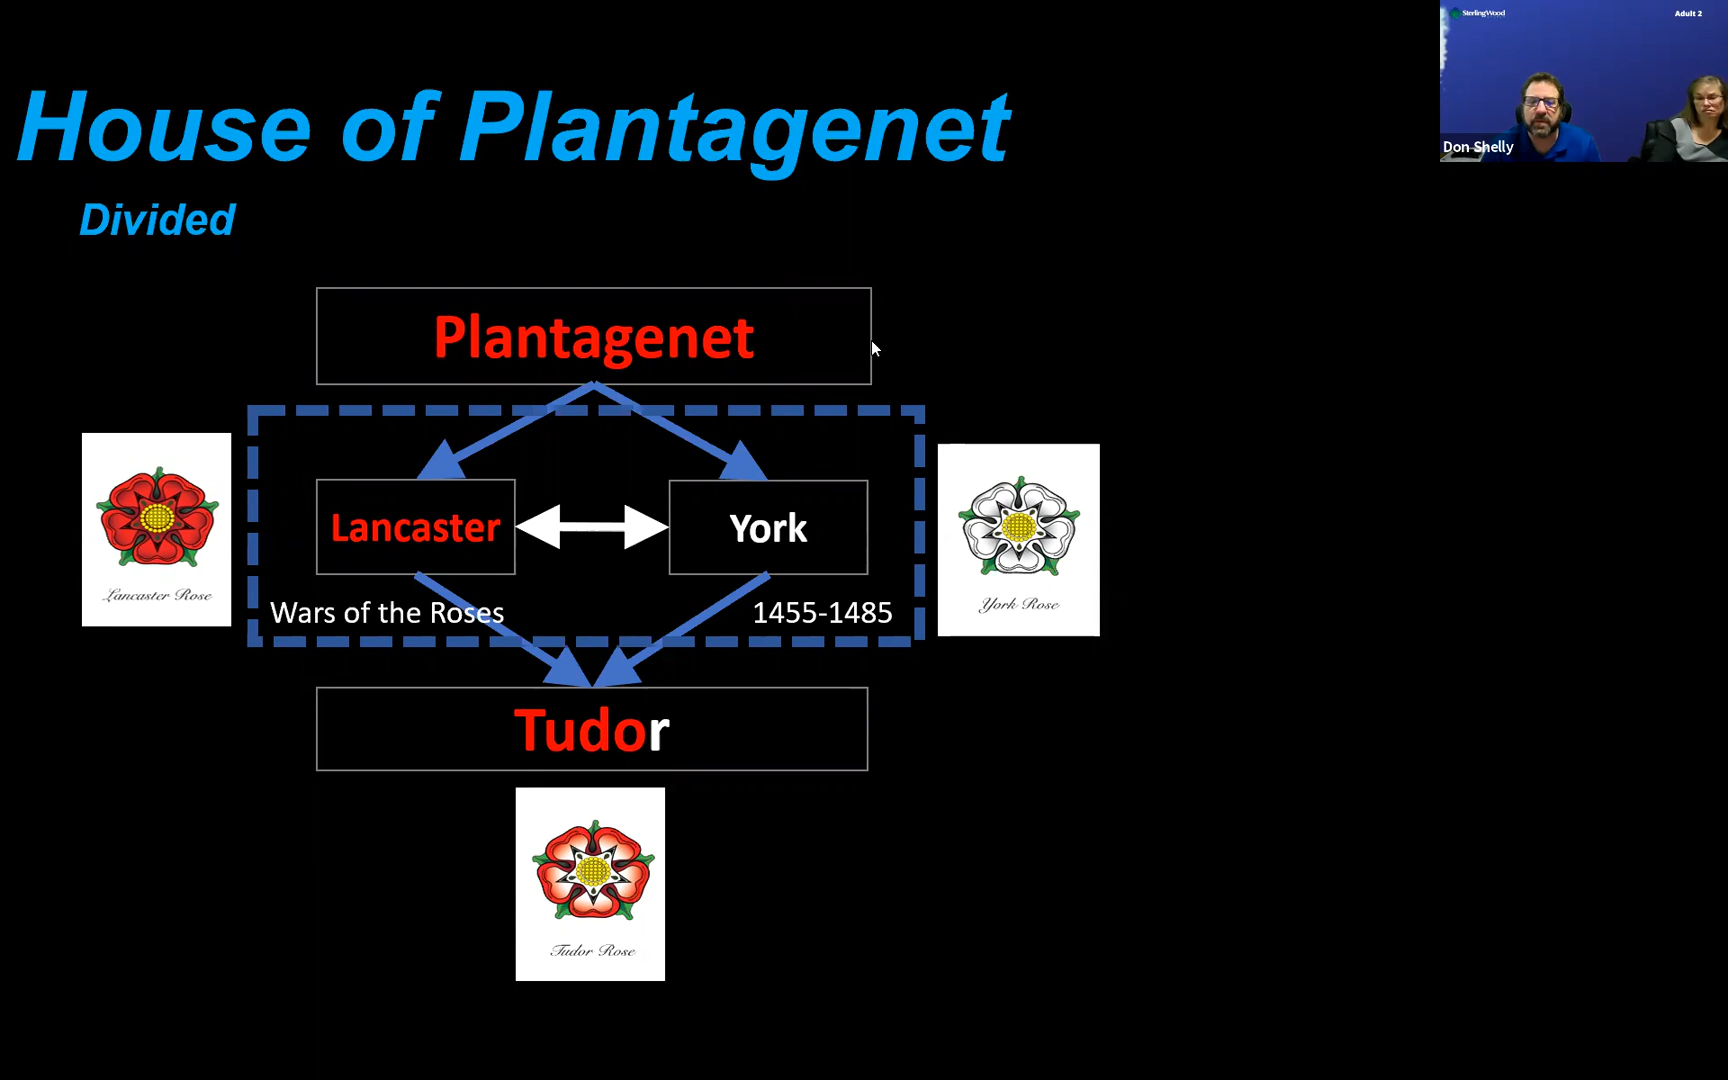 SterlingWood
Adult 2
House of Plantagenet
Don Shelly
Divided
Plantagenet
Lancaster
York
Lancaster Rose
York Rose
Wars of the Roses
1455-1485
Tudor
Tudor Rose